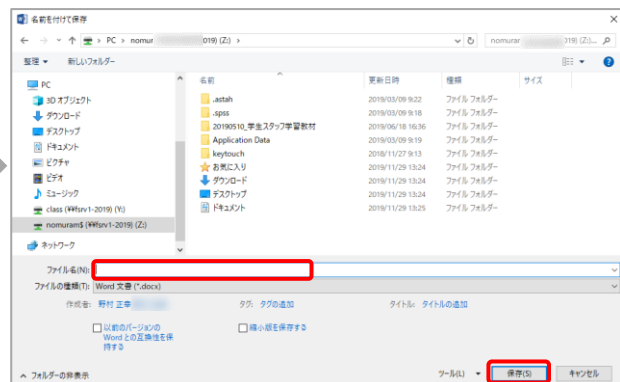 名前を付けて保存
PC › nomur 019) (Z:) ›
nomuram 319) (Z:)...
整理 新しいフォルダー
PC
3D オブジェクト
ダウンロード
デスクトップ
ドキュメント
ピクチャ
ビデオ
ミュージック
class (¥¥fsrv1-2019) (Y:)
nomuram$ (¥¥fsrv1-2019) (Z:)
ネットワーク
名前 更新日時 種類 サイズ
.astah 2019/03/09 9:22 ファイル フォルダー
.spss 2019/03/09 9:18 ファイル フォルダー
20190510_学生スタッフ学習教材 2019/06/18 16:36 ファイル フォルダー
Application Data 2019/03/09 9:19 ファイル フォルダー
keytouch 2018/11/27 9:13 ファイル フォルダー
お気に入り 2019/11/29 13:24 ファイル フォルダー
ダウンロード 2019/11/29 13:24 ファイル フォルダー
デスクトップ 2019/11/29 13:24 ファイル フォルダー
ドキュメント 2019/11/29 13:25 ファイル フォルダー
ファイル名(N):
ファイルの種類(T): Word 文書 (*.docx)
作成者: 野村 正幸 タグ: タグの追加 タイトル: タイトルの追加
以前のバージョンの
Word との互換性を保
持する
縮小版を保存する
フォルダーの非表示
ツール(L) 保存(S) キャンセル